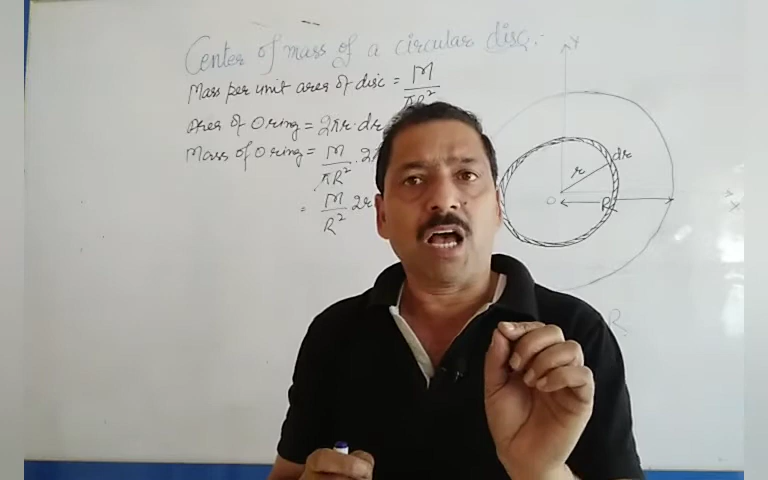 Center of mass of a circular disc:-
Mass per unit area of disc = M
πR²
Area of O ring = 2πr.dr
Mass of O ring = M . 2
πR²
= M 2r
R²
Y
dr
r
O
R
X
R